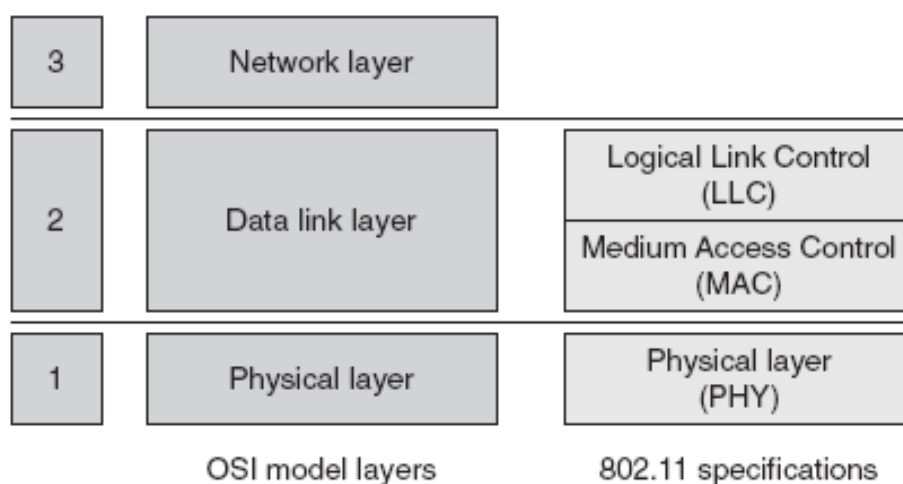 3
Network layer
2
Data link layer
Logical Link Control
(LLC)
Medium Access Control
(MAC)
1
Physical layer
Physical layer
(PHY)
OSI model layers
802.11 specifications